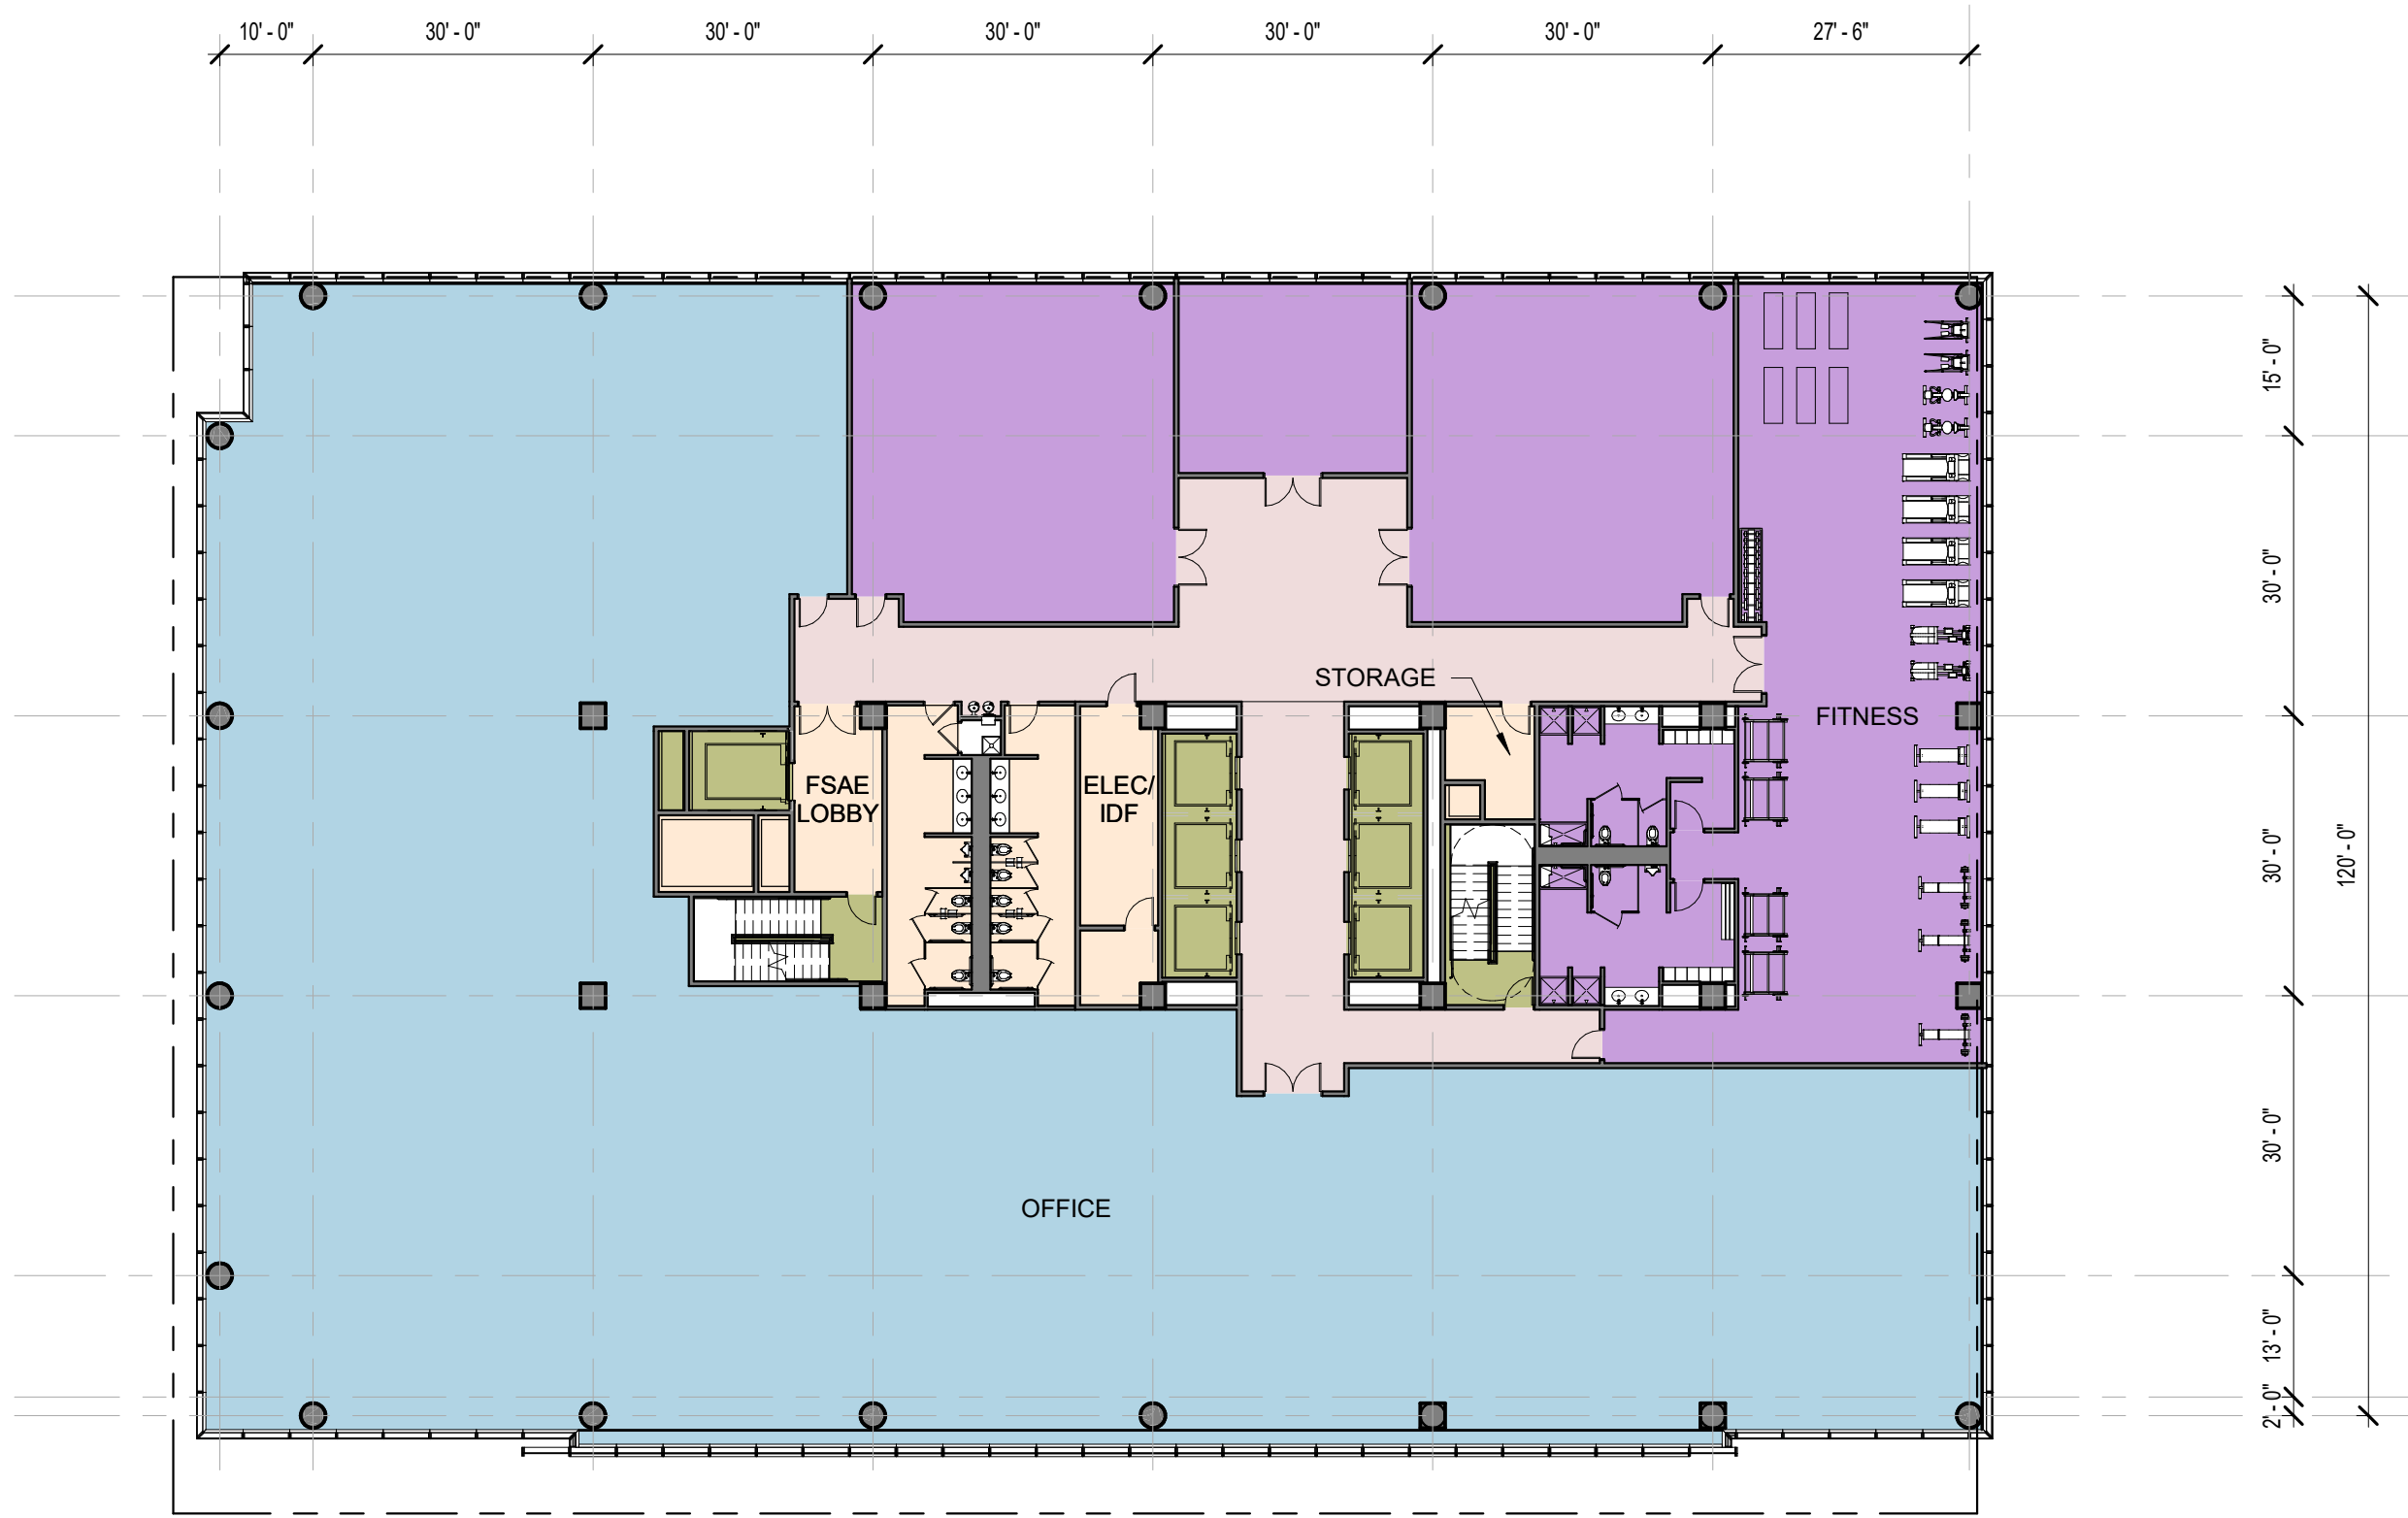 10' - 0"
30' - 0"
30' - 0"
30' - 0"
30' - 0"
30' - 0"
27' - 6"
15' - 0"
30' - 0"
STORAGE
FITNESS
FSAE
LOBBY
ELEC/
IDF
30' - 0"
120' - 0"
30' - 0"
OFFICE
13' - 0"
2' - 0"